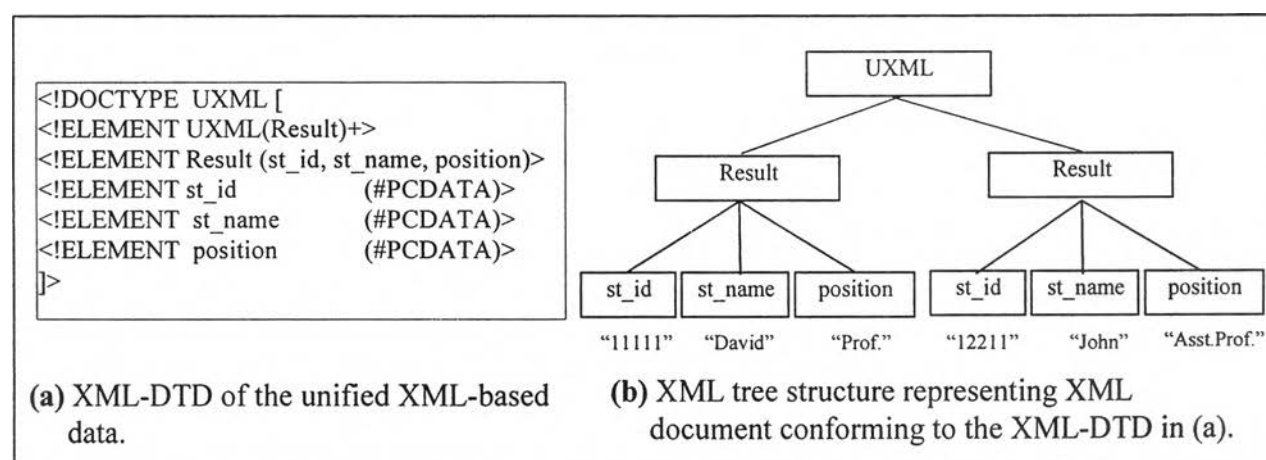 <!DOCTYPE UXML [
<!ELEMENT UXML(Result)+>
<!ELEMENT Result (st_id, st_name, position)>
<!ELEMENT st_id (#PCDATA)>
<!ELEMENT st_name (#PCDATA)>
<!ELEMENT position (#PCDATA)>
]>
(a) XML-DTD of the unified XML-based
data.
UXML
Result Result
st_id st_name position st_id st_name position
“11111” “David” “Prof.” “12211” “John” “Asst.Prof.”
(b) XML tree structure representing XML
document conforming to the XML-DTD in (a).